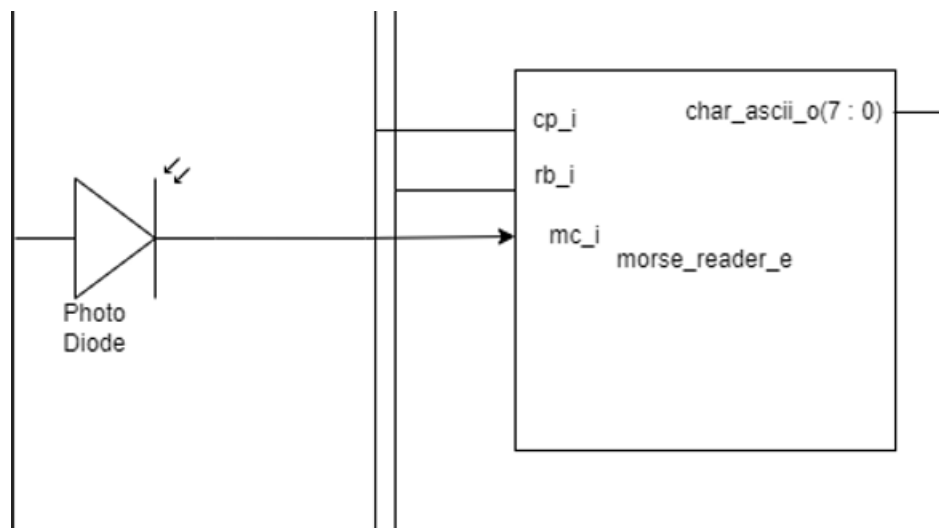 cp_i
char_ascii_o(7 : 0)
rb_i
mc_i
morse_reader_e
Photo
Diode